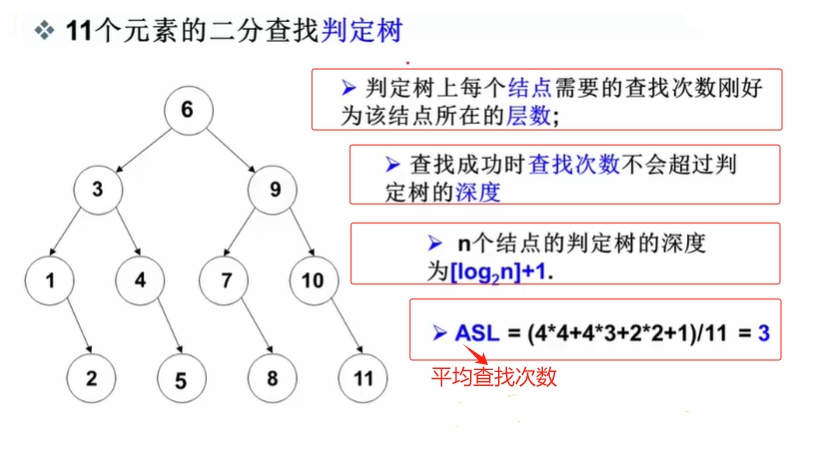 ❖ 11个元素的二分查找判定树
➢ 判定树上每个结点需要的查找次数刚好
为该结点所在的层数;
➢ 查找成功时查找次数不会超过判
定树的深度
➢ n个结点的判定树的深度
为[log₂n]+1.
➢ ASL = (4*4+4*3+2*2+1)/11 = 3
平均查找次数
6
3 9
1 4 7 10
2 5 8 11